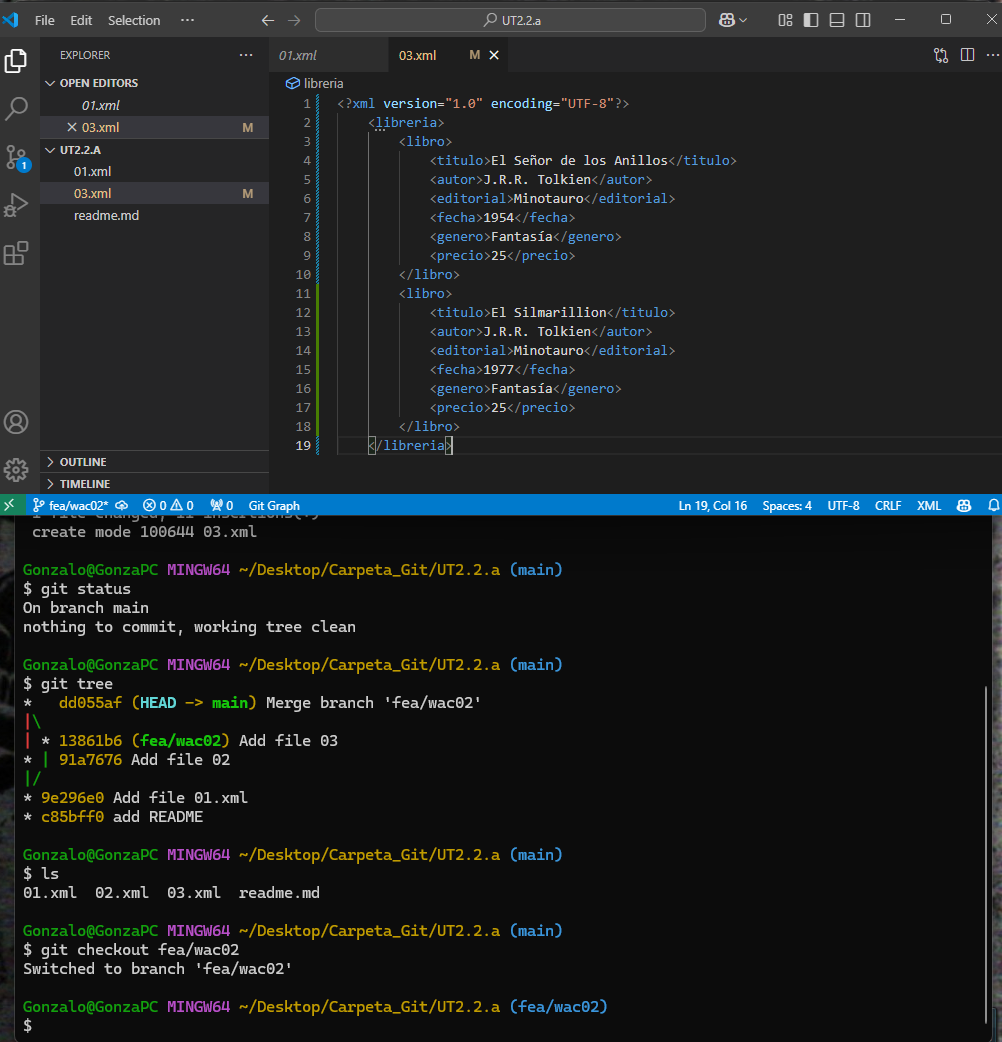 File Edit Selection ··· UT2.2.a
EXPLORER ···
OPEN EDITORS
01.xml
03.xml M
UT2.2.A
01.xml
03.xml M
readme.md
OUTLINE
TIMELINE
1
01.xml 03.xml M
libreria
1 <?xml version="1.0" encoding="UTF-8"?>
2 <libreria>
3 <libro>
4 <titulo>El Señor de los Anillos</titulo>
5 <autor>J.R.R. Tolkien</autor>
6 <editorial>Minotauro</editorial>
7 <fecha>1954</fecha>
8 <genero>Fantasía</genero>
9 <precio>25</precio>
10 </libro>
11 <libro>
12 <titulo>El Silmarillion</titulo>
13 <autor>J.R.R. Tolkien</autor>
14 <editorial>Minotauro</editorial>
15 <fecha>1977</fecha>
16 <genero>Fantasía</genero>
17 <precio>25</precio>
18 </libro>
19 </libreria>
fea/wac02* 0 0 0 Git Graph Ln 19, Col 16 Spaces: 4 UTF-8 CRLF XML
1 file changed, 11 insertions(+)
create mode 100644 03.xml
Gonzalo@GonzaPC MINGW64 ~/Desktop/Carpeta_Git/UT2.2.a (main)
$ git status
On branch main
nothing to commit, working tree clean
Gonzalo@GonzaPC MINGW64 ~/Desktop/Carpeta_Git/UT2.2.a (main)
$ git tree
*   dd055af (HEAD -> main) Merge branch 'fea/wac02'
|\
| * 13861b6 (fea/wac02) Add file 03
* | 91a7676 Add file 02
|/
* 9e296e0 Add file 01.xml
* c85bff0 add README
Gonzalo@GonzaPC MINGW64 ~/Desktop/Carpeta_Git/UT2.2.a (main)
$ ls
01.xml  02.xml  03.xml  readme.md
Gonzalo@GonzaPC MINGW64 ~/Desktop/Carpeta_Git/UT2.2.a (main)
$ git checkout fea/wac02
Switched to branch 'fea/wac02'
Gonzalo@GonzaPC MINGW64 ~/Desktop/Carpeta_Git/UT2.2.a (fea/wac02)
$